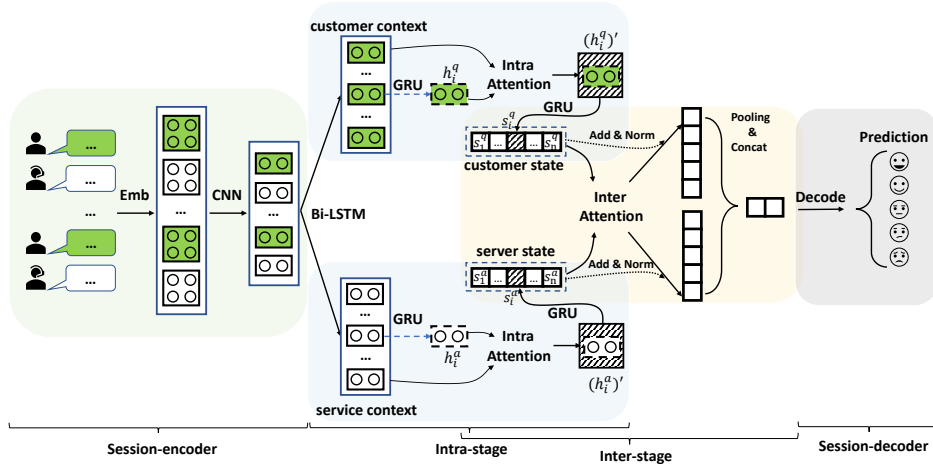 customer context
...
...
GRU
h_i^q
Intra
Attention
(h_i^q)'
GRU
s_i^q
s_1^q ... ... s_n^q
customer state
Add & Norm
Pooling
&
Concat
...
...
...
...
...
Emb
...
CNN
...
...
Bi-LSTM
Inter
Attention
Decode
Prediction
server state
s_1^a ... ... s_n^a
s_i^a
Add & Norm
GRU
...
GRU
...
h_i^a
Intra
Attention
(h_i^a)'
service context
Session-encoder
Intra-stage
Inter-stage
Session-decoder